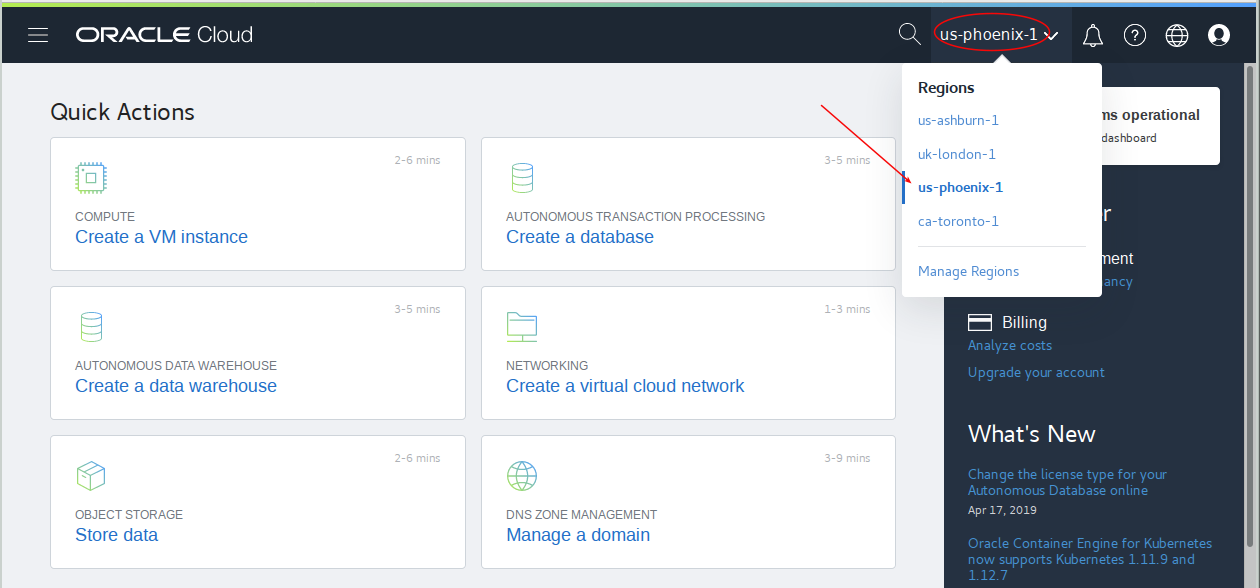 ORACLE Cloud
us-phoenix-1
Quick Actions
2-6 mins
COMPUTE
Create a VM instance
3-5 mins
AUTONOMOUS TRANSACTION PROCESSING
Create a database
3-5 mins
AUTONOMOUS DATA WAREHOUSE
Create a data warehouse
1-3 mins
NETWORKING
Create a virtual cloud network
2-6 mins
OBJECT STORAGE
Store data
3-9 mins
DNS ZONE MANAGEMENT
Manage a domain
Regions
us-ashburn-1
uk-london-1
us-phoenix-1
ca-toronto-1
Manage Regions
operational
dashboard
Billing
Analyze costs
Upgrade your account
What's New
Change the license type for your
Autonomous Database online
Apr 17, 2019
Oracle Container Engine for Kubernetes
now supports Kubernetes 1.11.9 and
1.12.7